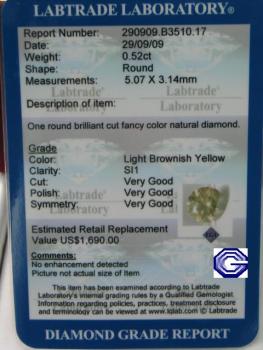 LABTRADE LABORATORY®
Report Number: 290909.B3510.17
Date: 29/09/09
Weight: 0.52ct
Shape: Round
Measurements: 5.07 X 3.14mm
Description of item:
One round brilliant cut fancy color natural diamond.
Grade
Color: Light Brownish Yellow
Clarity: SI1
Cut: Very Good
Polish: Very Good
Symmetry: Very Good
Estimated Retail Replacement
Value US$1,690.00
Comments:
No enhancement detected
Picture not actual size of item
This item has been examined according to Labtrade
Laboratory's internal grading rules by a Qualified Gemologist
Information regarding policies, practices, treatment disclosure
and terminology can be viewed at www.lqlab.com © Labtrade
DIAMOND GRADE REPORT